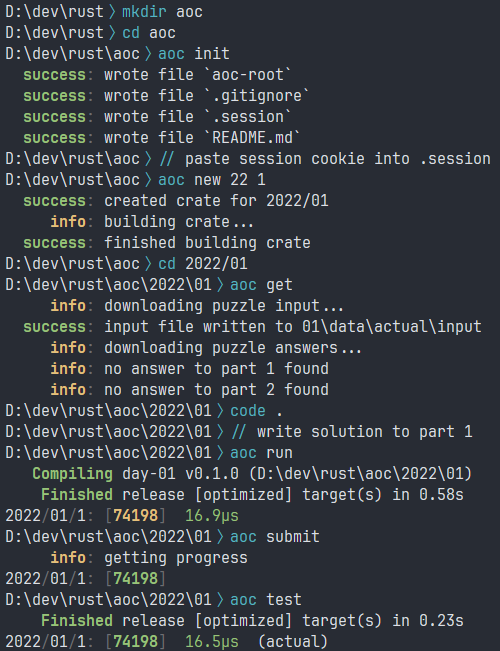 D:\dev\rust〉mkdir aoc
D:\dev\rust〉cd aoc
D:\dev\rust\aoc〉aoc init
success: wrote file `aoc-root`
success: wrote file `.gitignore`
success: wrote file `.session`
success: wrote file `README.md`
D:\dev\rust\aoc〉// paste session cookie into .session
D:\dev\rust\aoc〉aoc new 22 1
success: created crate for 2022/01
info: building crate...
success: finished building crate
D:\dev\rust\aoc〉cd 2022/01
D:\dev\rust\aoc\2022\01〉aoc get
info: downloading puzzle input...
success: input file written to 01\data\actual\input
info: downloading puzzle answers...
info: no answer to part 1 found
info: no answer to part 2 found
D:\dev\rust\aoc\2022\01〉code .
D:\dev\rust\aoc\2022\01〉// write solution to part 1
D:\dev\rust\aoc\2022\01〉aoc run
Compiling day-01 v0.1.0 (D:\dev\rust\aoc\2022\01)
Finished release [optimized] target(s) in 0.58s
2022/01/1: [74198] 16.9µs
D:\dev\rust\aoc\2022\01〉aoc submit
info: getting progress
2022/01/1: [74198]
D:\dev\rust\aoc\2022\01〉aoc test
Finished release [optimized] target(s) in 0.23s
2022/01/1: [74198] 16.5µs (actual)